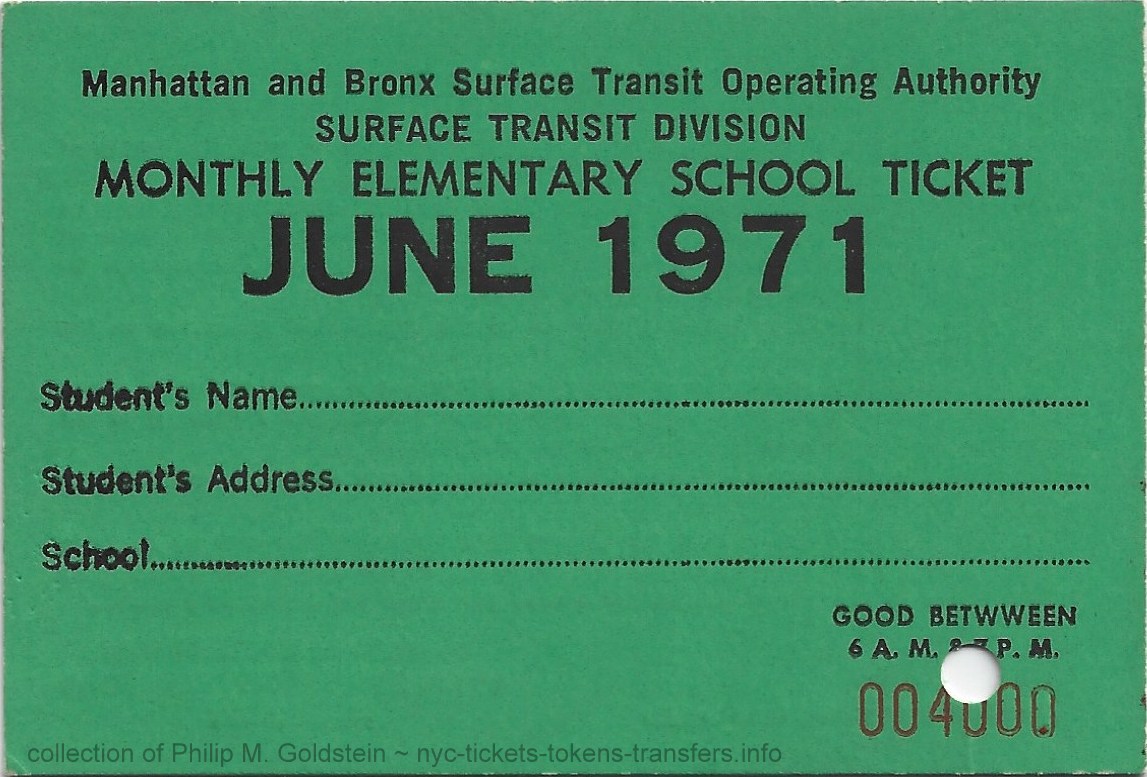 Manhattan and Bronx Surface Transit Operating Authority
SURFACE TRANSIT DIVISION
MONTHLY ELEMENTARY SCHOOL TICKET
JUNE 1971
Student's Name
Student's Address
School
GOOD BETWWEEN
6 A. M. & 7 P. M.
004000
collection of Philip M. Goldstein ~ nyc-tickets-tokens-transfers.info